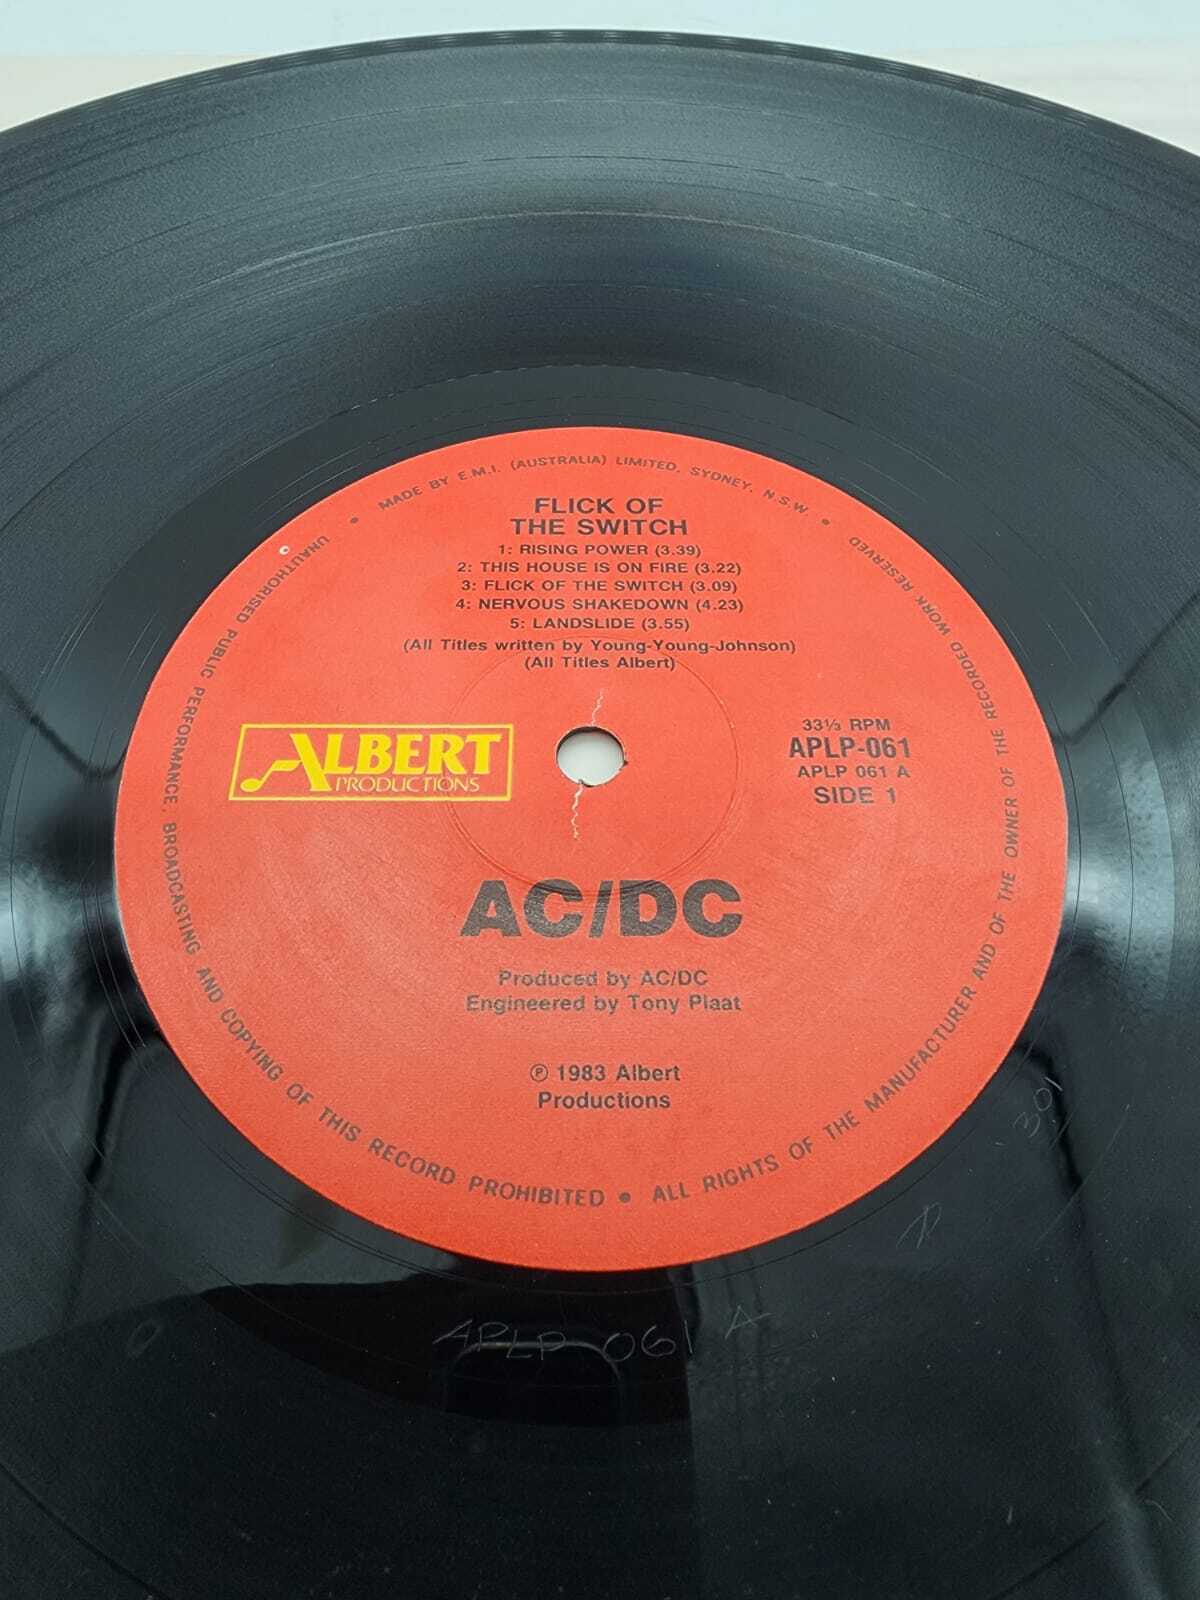 MADE BY E.M.I. (AUSTRALIA) LIMITED. SYDNEY. N.S.W.
FLICK OF
THE SWITCH
1: RISING POWER (3.39)
2: THIS HOUSE IS ON FIRE (3.22)
3: FLICK OF THE SWITCH (3.09)
4: NERVOUS SHAKEDOWN (4.23)
5: LANDSLIDE (3.55)
(All Titles written by Young-Young-Johnson)
(All Titles Albert)
ALBERT
PRODUCTIONS
33⅓ RPM
APLP-061
APLP 061 A
SIDE 1
AC/DC
Produced by AC/DC
Engineered by Tony Plaat
℗ 1983 Albert
Productions
UNAUTHORISED PUBLIC PERFORMANCE, BROADCASTING AND COPYING OF THIS RECORD PROHIBITED • ALL RIGHTS OF THE MANUFACTURER AND OF THE OWNER OF THE RECORDED WORK RESERVED
301
APLP 061 A